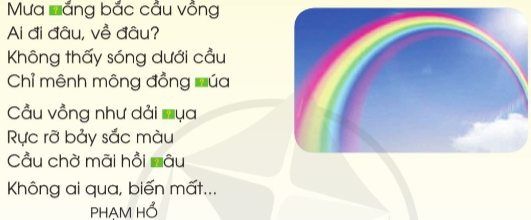 Mưa ?ắng bắc cầu vồng
Ai đi đâu, về đâu?
Không thấy sóng dưới cầu
Chỉ mênh mông đồng ?úa
Cầu vồng như dải ?ụa
Rực rỡ bảy sắc màu
Cầu chờ mãi hồi ?âu
Không ai qua, biến mất...
PHẠM HỔ